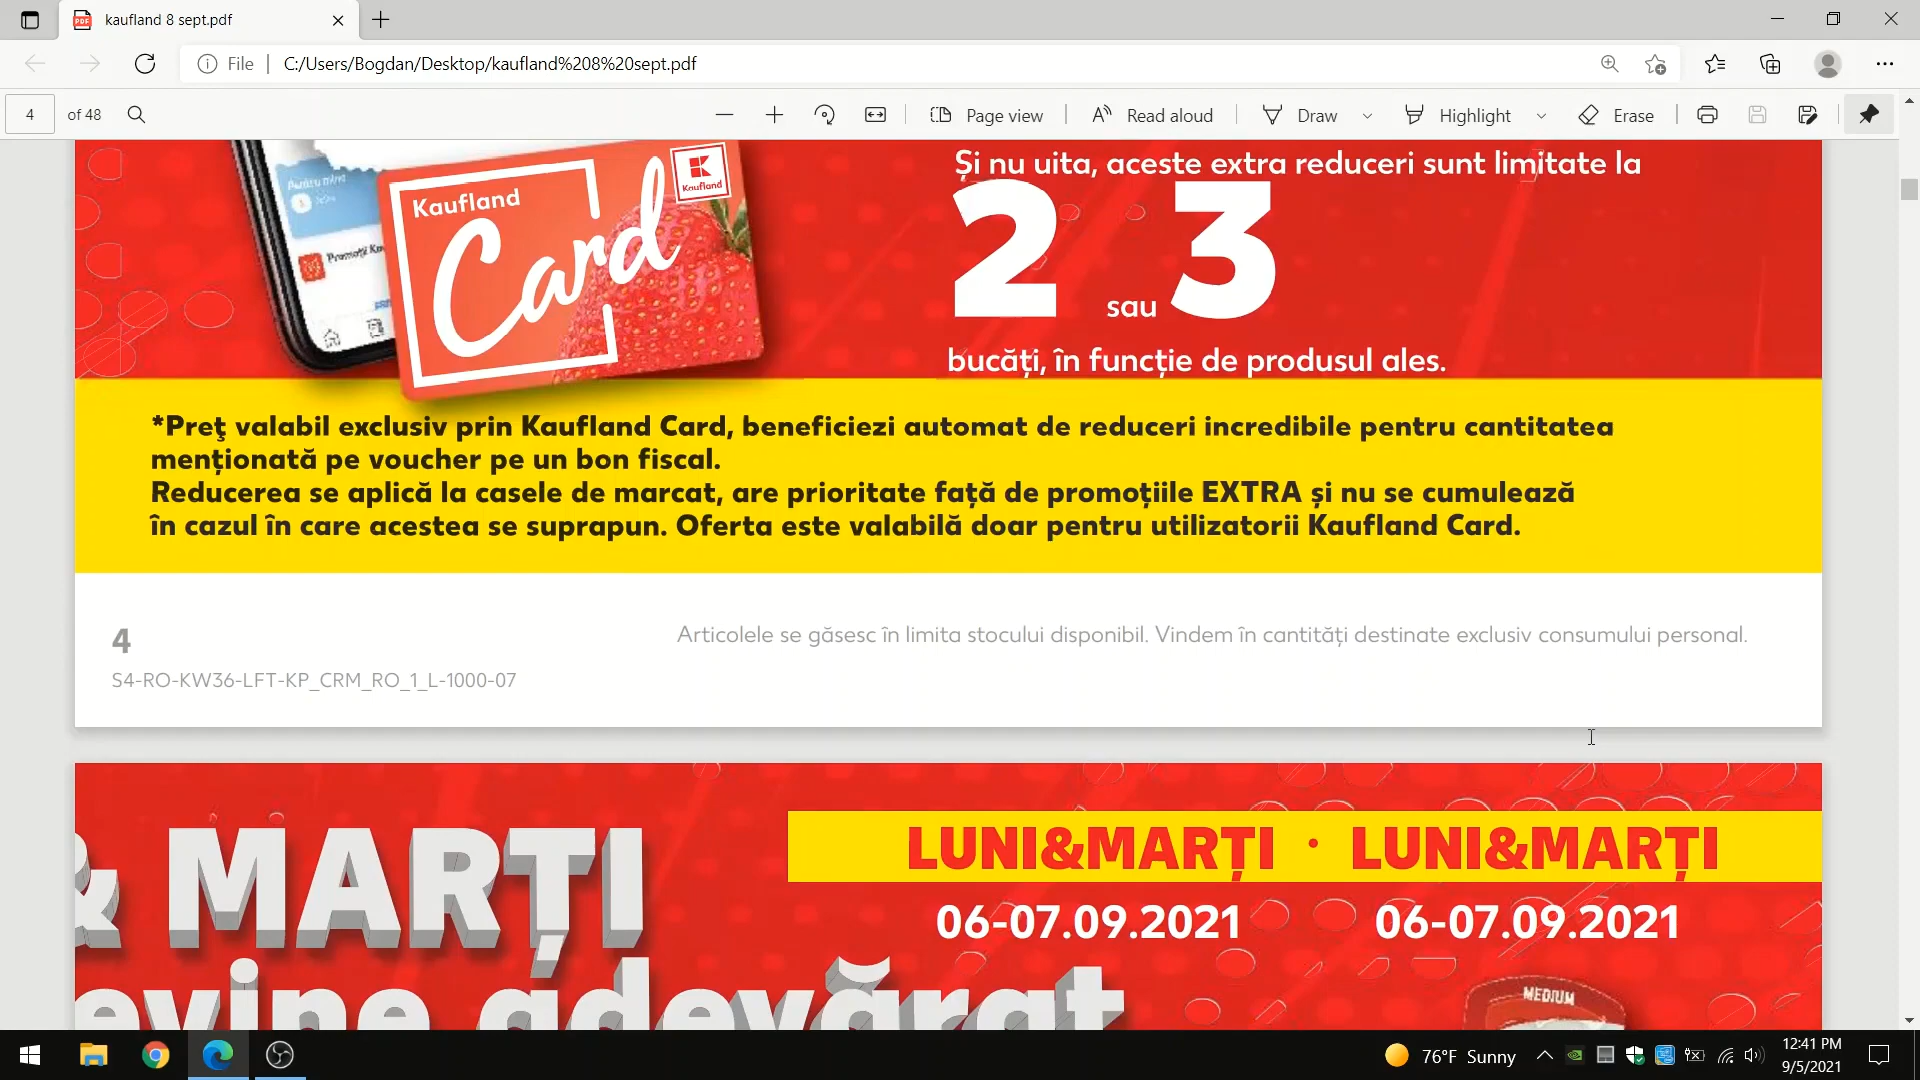 kaufland 8 sept.pdf
File
C:/Users/Bogdan/Desktop/kaufland%208%20sept.pdf
4
of 48
Page view
Read aloud
Draw
Highlight
Erase
Kaufland
Card
Kaufland
Și nu uita, aceste extra reduceri sunt limitate la
2 sau 3
bucăți, în funcție de produsul ales.
*Preţ valabil exclusiv prin Kaufland Card, beneficiezi automat de reduceri incredibile pentru cantitatea
menționată pe voucher pe un bon fiscal.
Reducerea se aplică la casele de marcat, are prioritate față de promoțiile EXTRA și nu se cumulează
în cazul în care acestea se suprapun. Oferta este valabilă doar pentru utilizatorii Kaufland Card.
4
Articolele se găsesc în limita stocului disponibil. Vindem în cantități destinate exclusiv consumului personal.
S4-RO-KW36-LFT-KP_CRM_RO_1_L-1000-07
& MARȚI
LUNI&MARȚI · LUNI&MARȚI
06-07.09.2021
06-07.09.2021
evine adevărat
MEDIUM
76°F Sunny
12:41 PM
9/5/2021